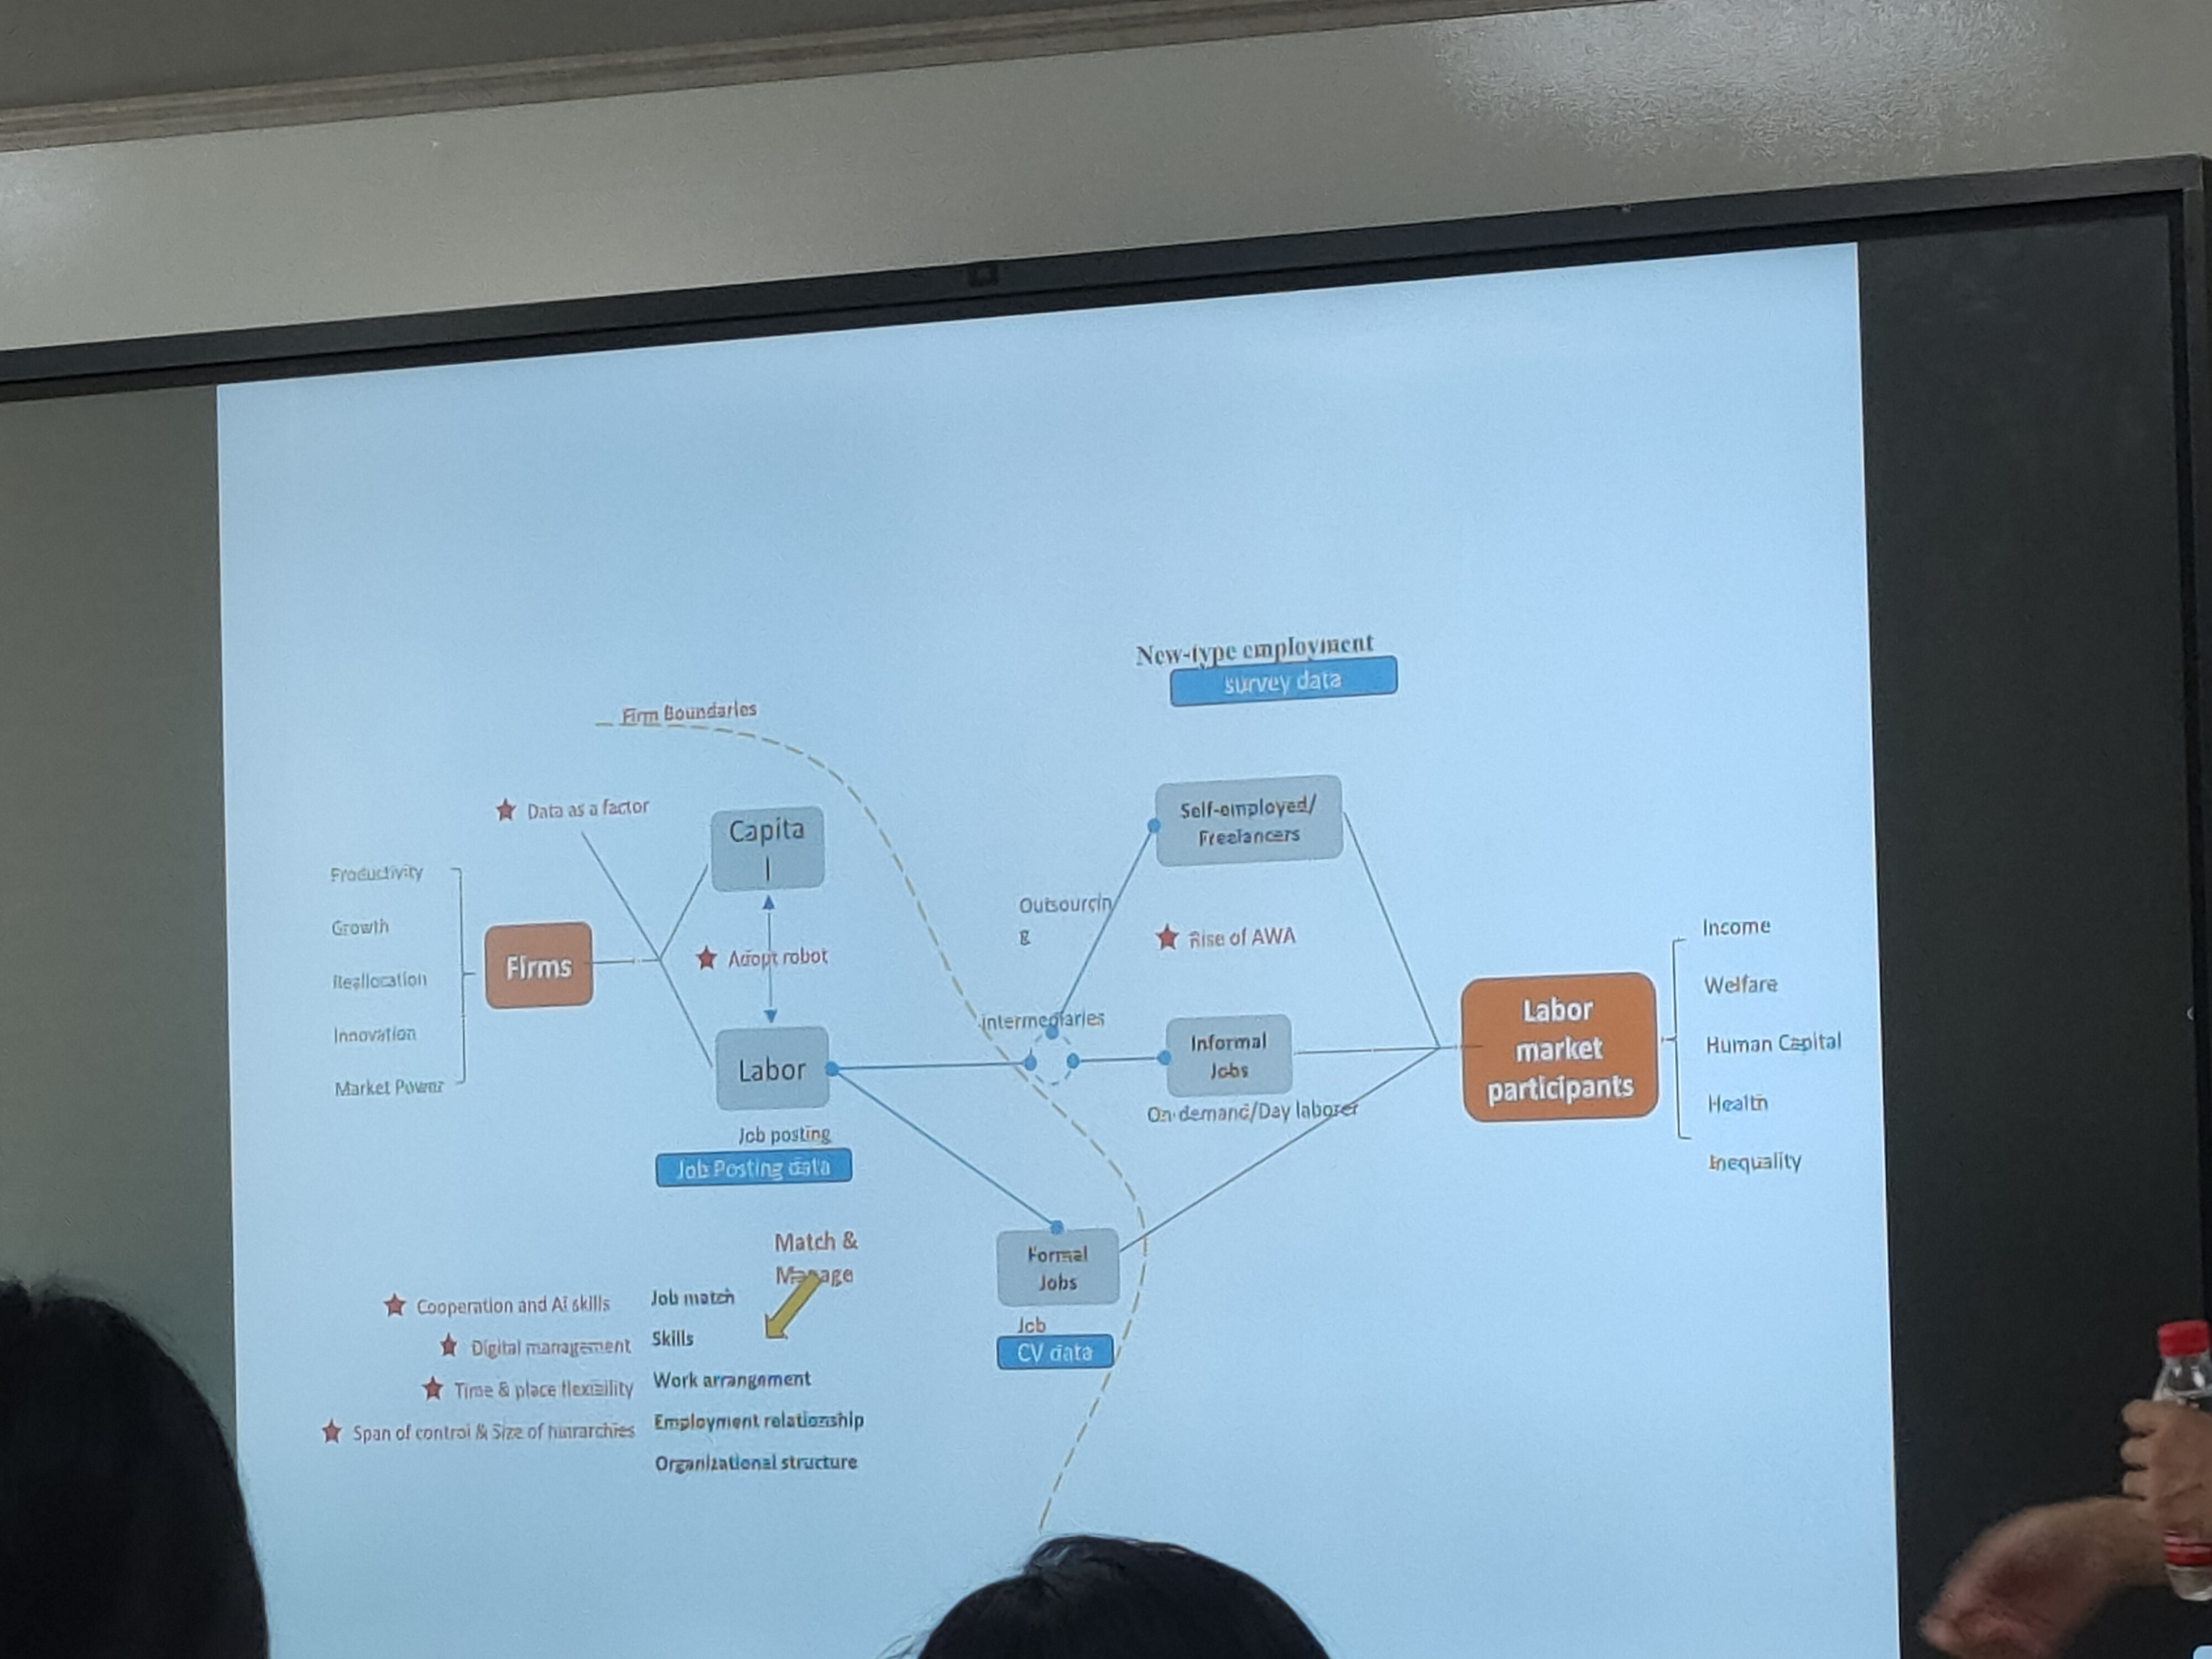 New-type employment
survey data
Firm Boundaries
Data as a factor
Capita
l
Self-employed/
Freelancers
Productivity
Growth
Reallocation
Innovation
Market Power
Firms
Adopt robot
Outsourcin
g
Rise of AWA
intermediaries
Labor
Informal
Jobs
On-demand/Day laborer
Labor
market
participants
Income
Welfare
Human Capital
Health
Inequality
Job posting
Job Posting data
Match &
Manage
Formal
Jobs
Job
CV data
Cooperation and AI skills
Digital management
Time & place flexibility
Span of control & Size of hirarchies
Job match
Skills
Work arrangement
Employment relationship
Organizational structure